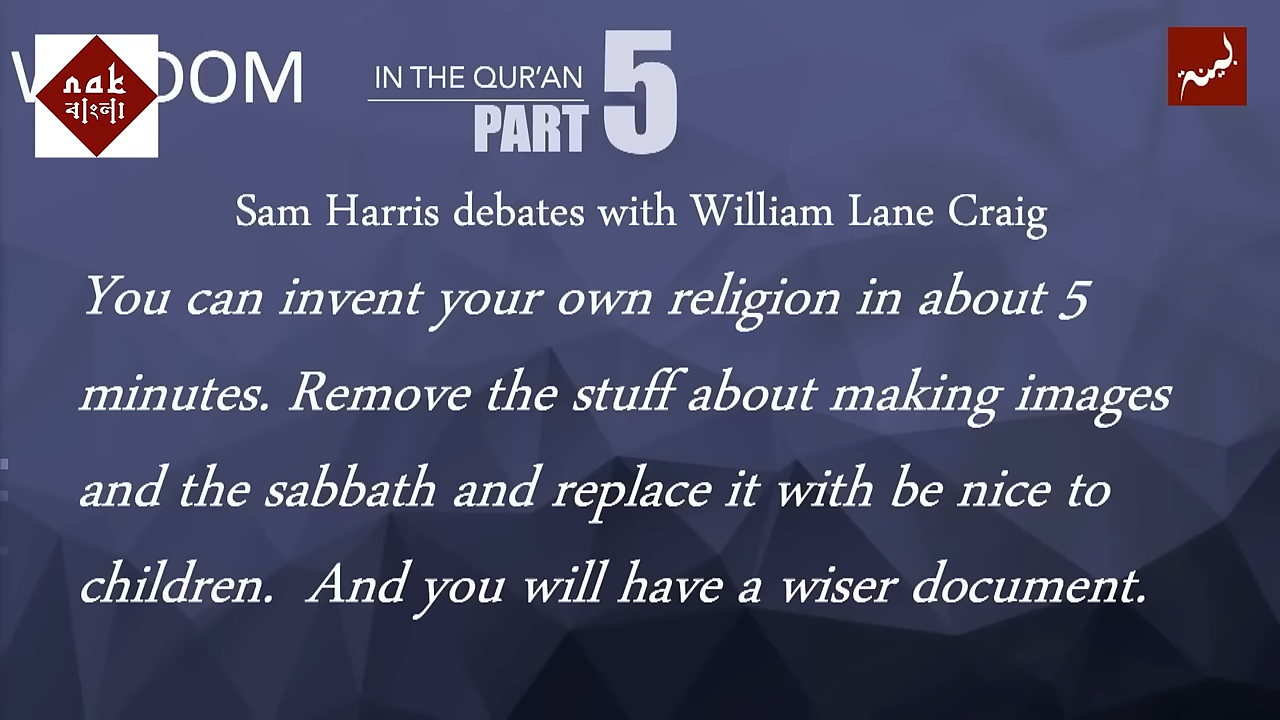 DOM
nak
বাংলা
IN THE QUR'AN
PART 5
Sam Harris debates with William Lane Craig
You can invent your own religion in about 5
minutes. Remove the stuff about making images
and the sabbath and replace it with be nice to
children. And you will have a wiser document.